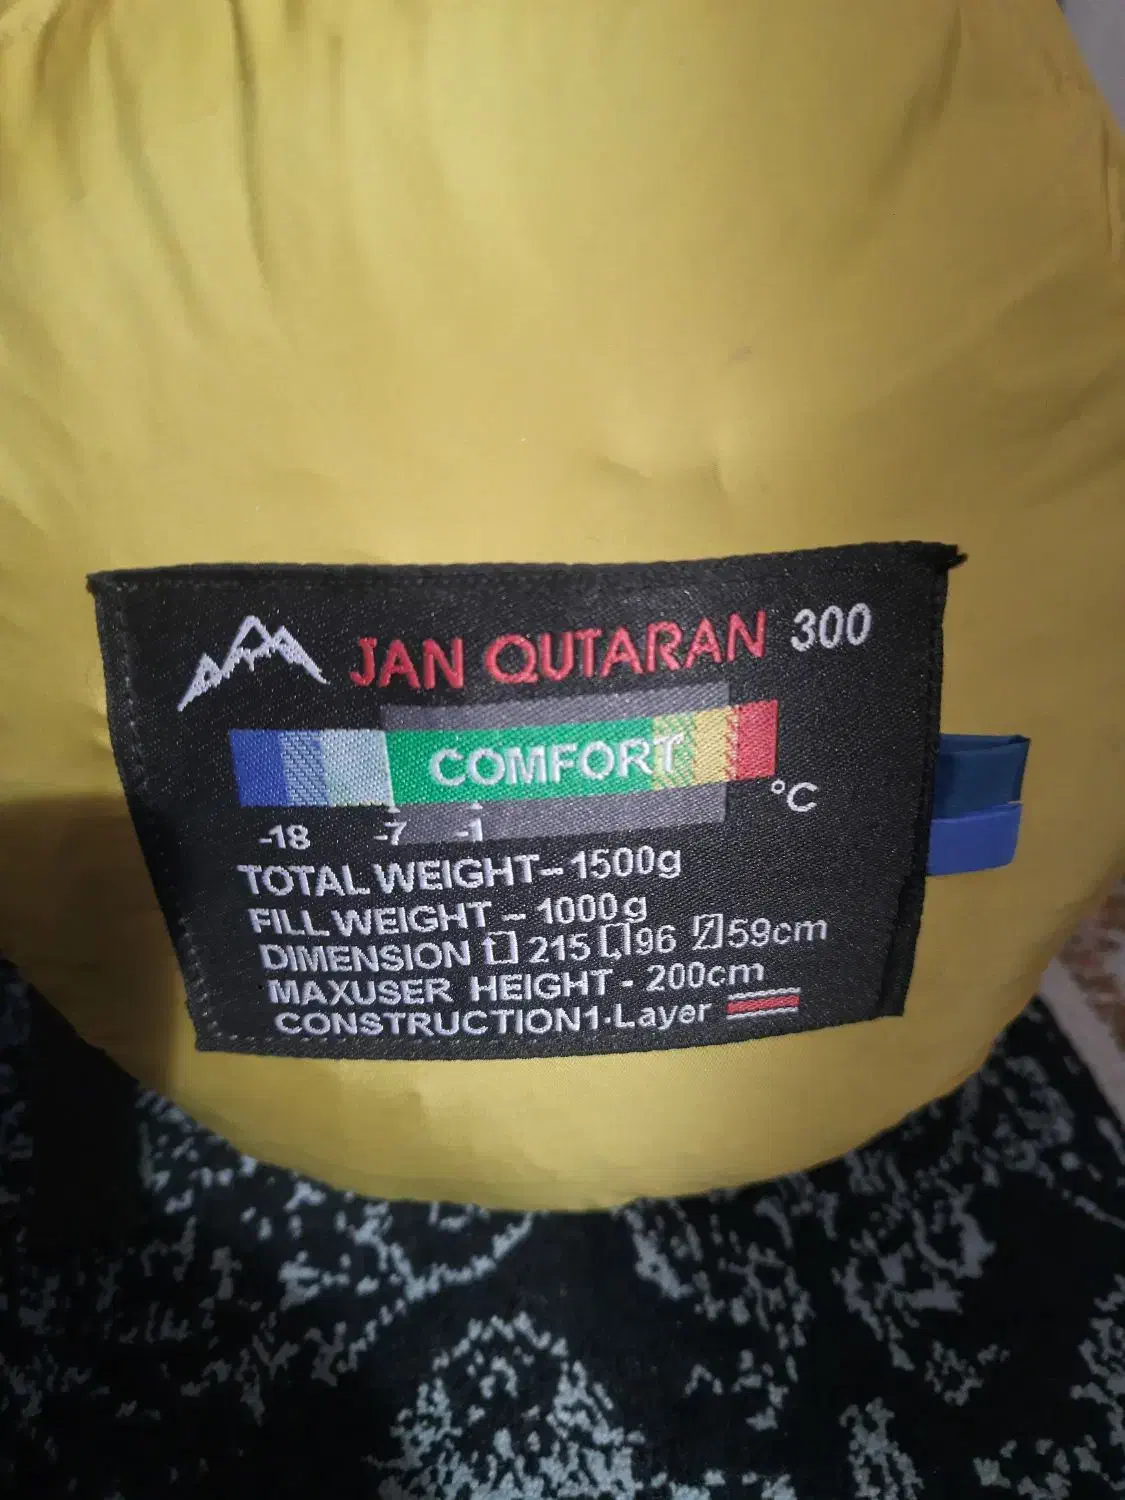 JAN QUTARAN 300
COMFORT
°C
-18 -7 -1
TOTAL WEIGHT-1500g
FILL WEIGHT - 1000g
DIMENSION 215 96 59cm
MAXUSER HEIGHT - 200cm
CONSTRUCTION1-Layer